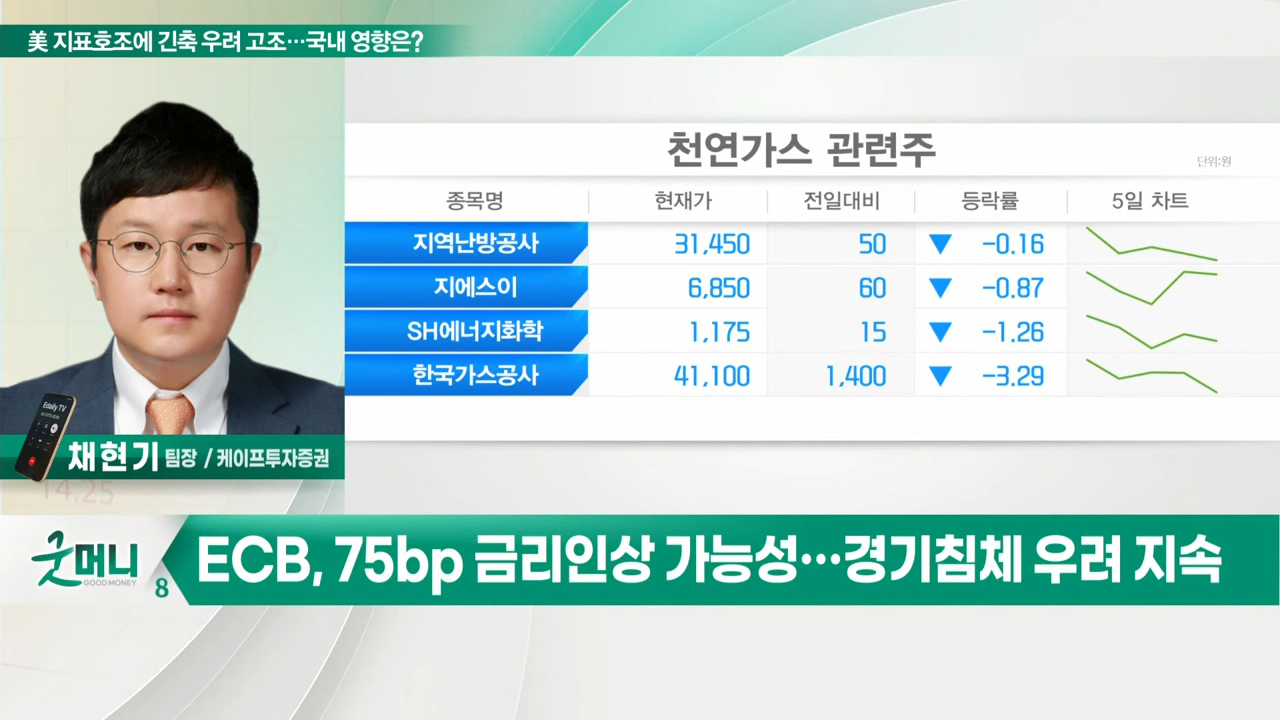 美 지표호조에 긴축 우려 고조…국내 영향은?
천연가스 관련주
단위:원
종목명 현재가 전일대비 등락률 5일 차트
지역난방공사 31,450 50 ▼ -0.16
지에스이 6,850 60 ▼ -0.87
SH에너지화학 1,175 15 ▼ -1.26
한국가스공사 41,100 1,400 ▼ -3.29
Edaily TV
채현기 팀장 / 케이프투자증권
14.25
굿머니
GOOD MONEY
8
ECB, 75bp 금리인상 가능성…경기침체 우려 지속